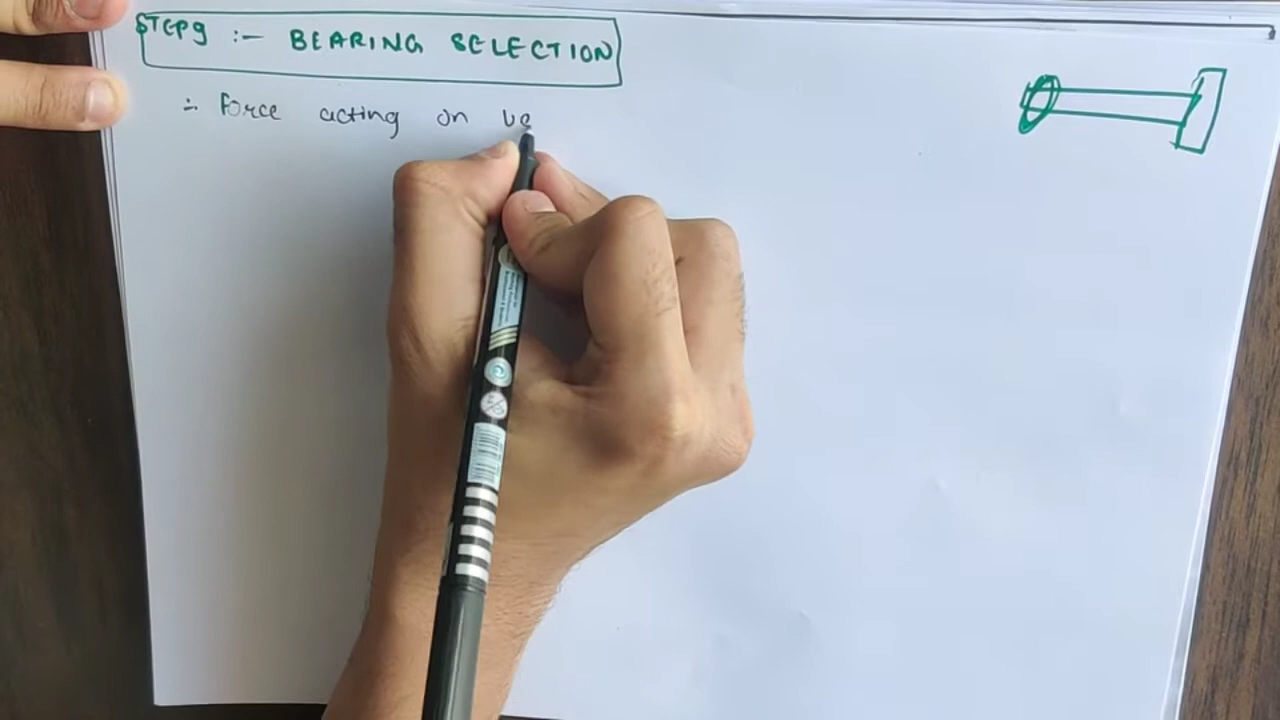 STEP9 :- BEARING SELECTION
∴ Force acting on be